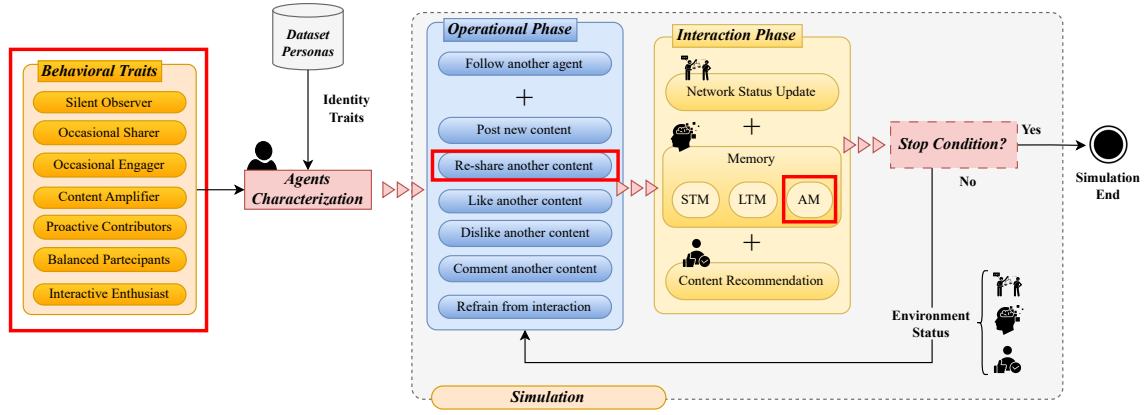 Behavioral Traits
Silent Observer
Occasional Sharer
Occasional Engager
Content Amplifier
Proactive Contributors
Balanced Partecipants
Interactive Enthusiast
Dataset
Personas
Identity
Traits
Agents
Characterization
Operational Phase
Follow another agent
+
Post new content
Re-share another content
Like another content
Dislike another content
Comment another content
Refrain from interaction
Interaction Phase
Network Status Update
+
Memory
STM
LTM
AM
+
Content Recommendation
Stop Condition?
Yes
No
Simulation
End
Environment
Status
Simulation